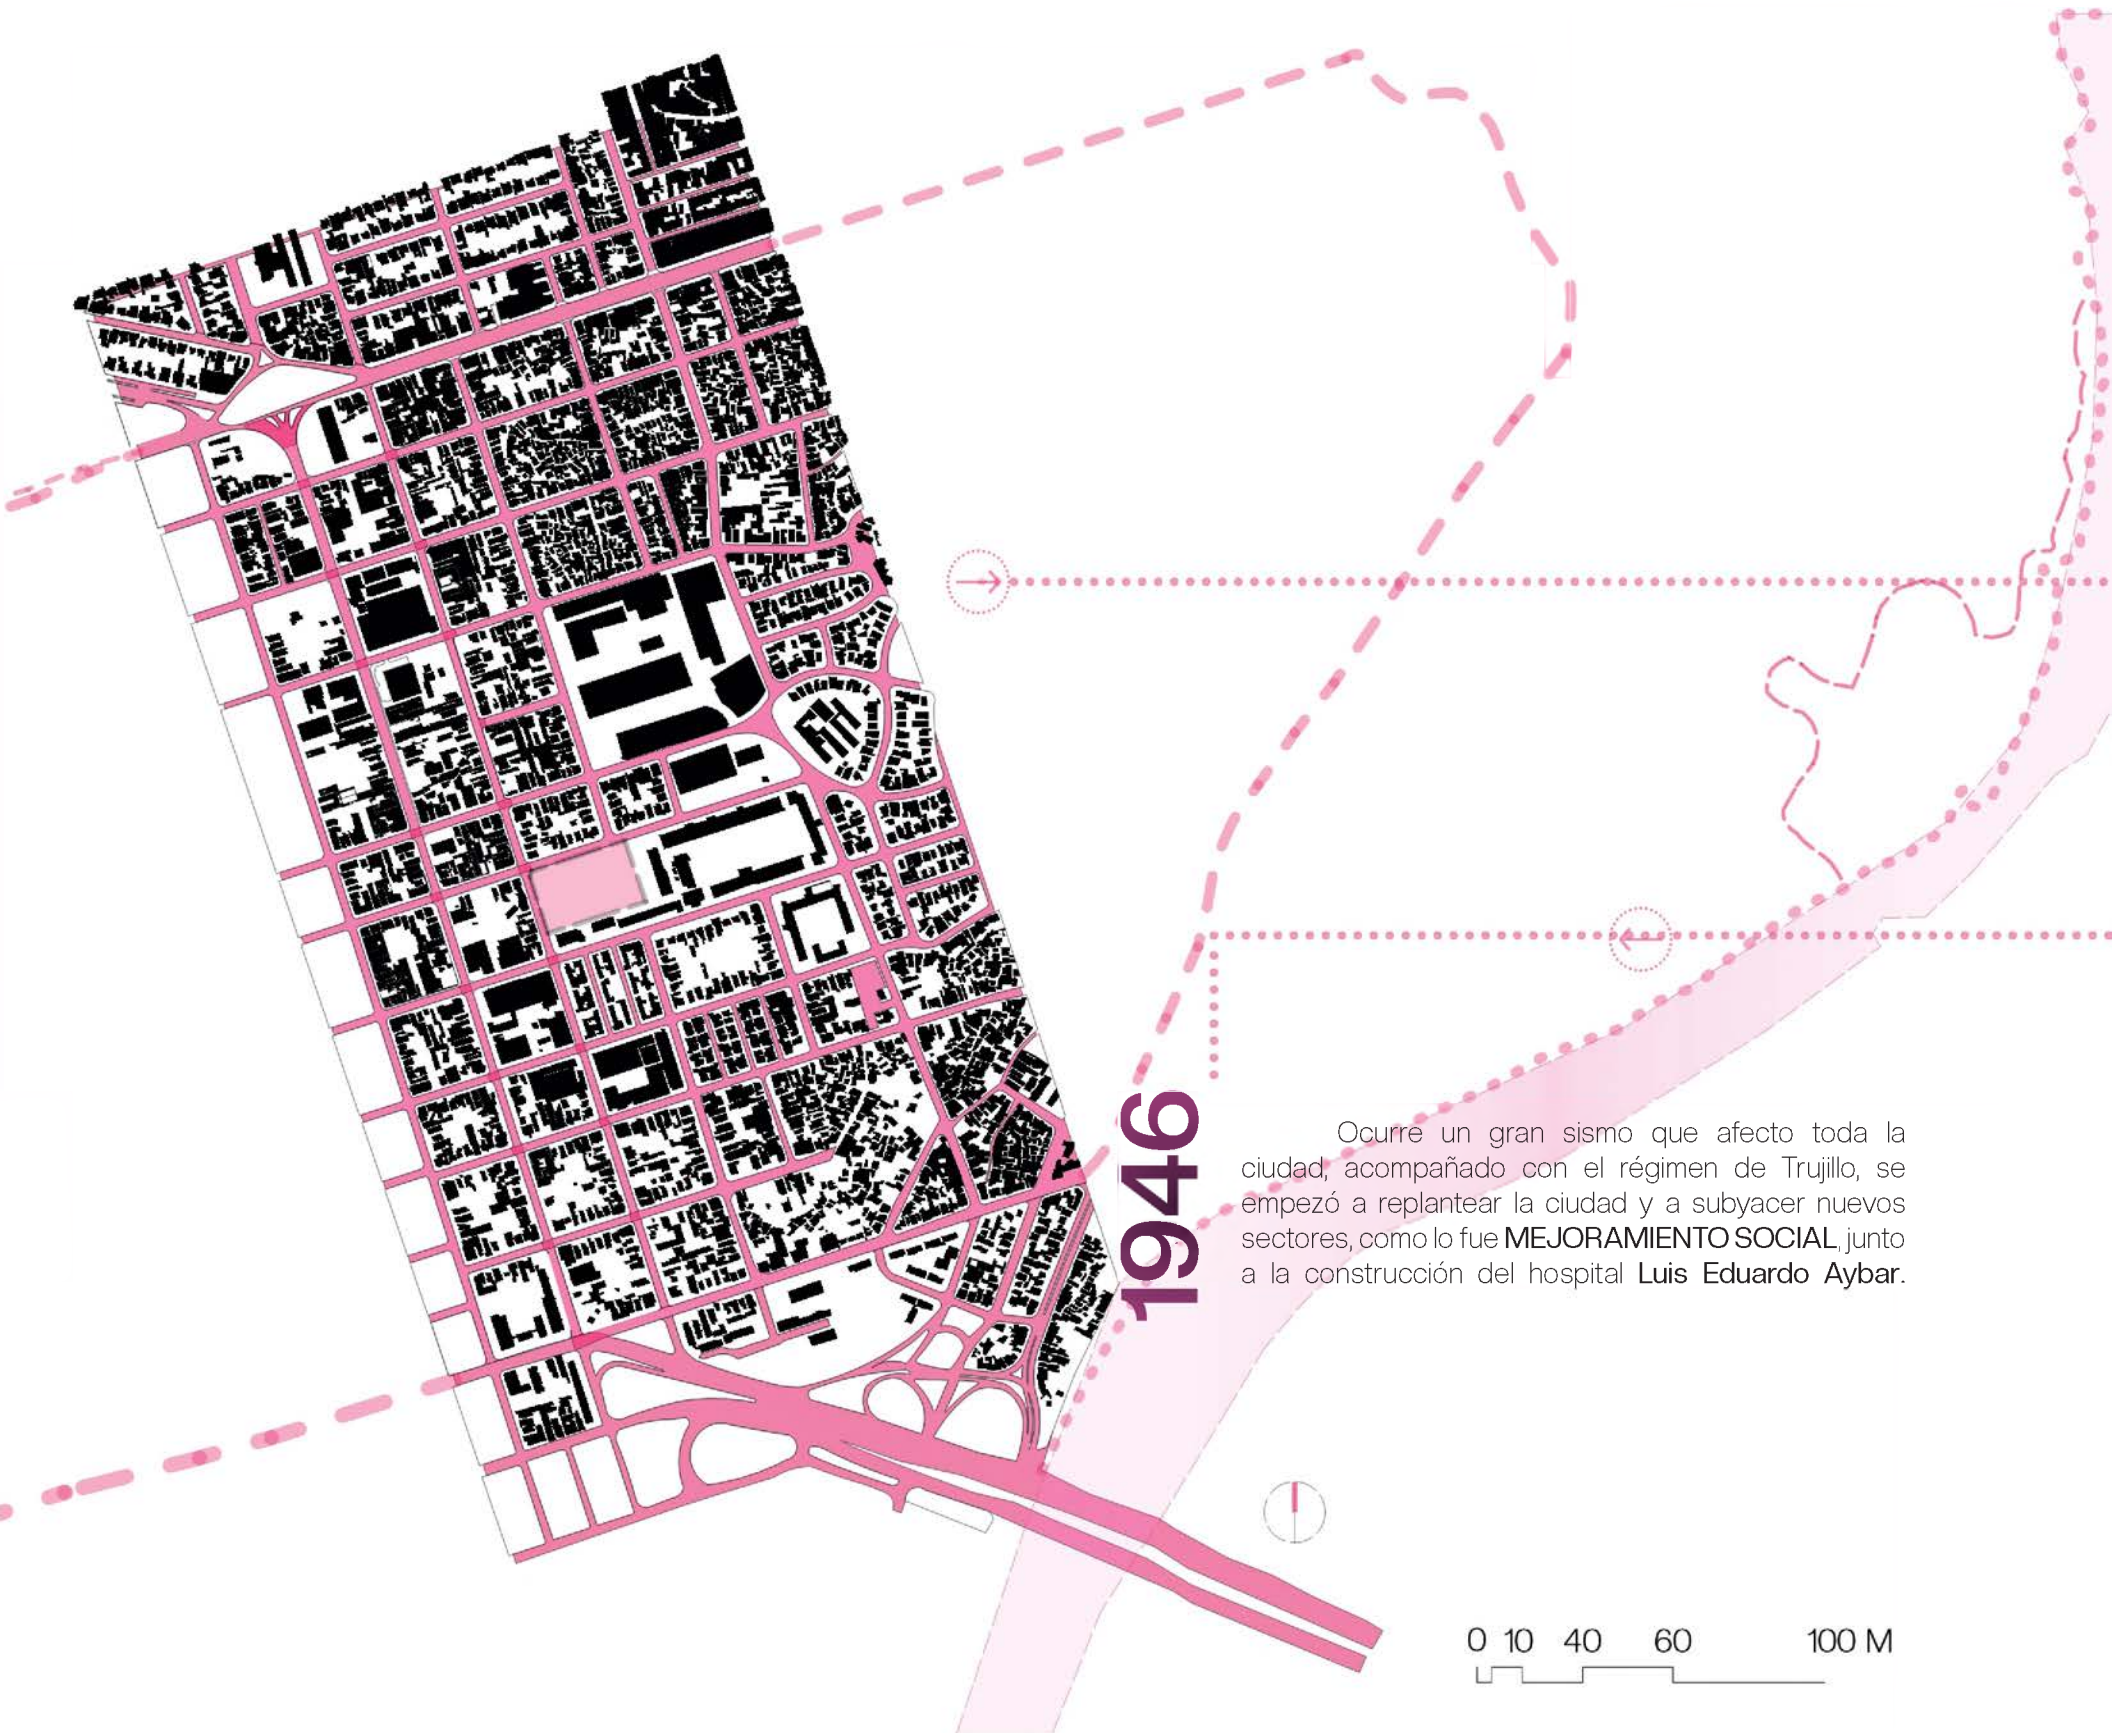 1946
Ocurre un gran sismo que afecto toda la
ciudad, acompañado con el régimen de Trujillo, se
empezó a replantear la ciudad y a subyacer nuevos
sectores, como lo fue MEJORAMIENTO SOCIAL, junto
a la construcción del hospital Luis Eduardo Aybar.
0 10 40 60 100 M